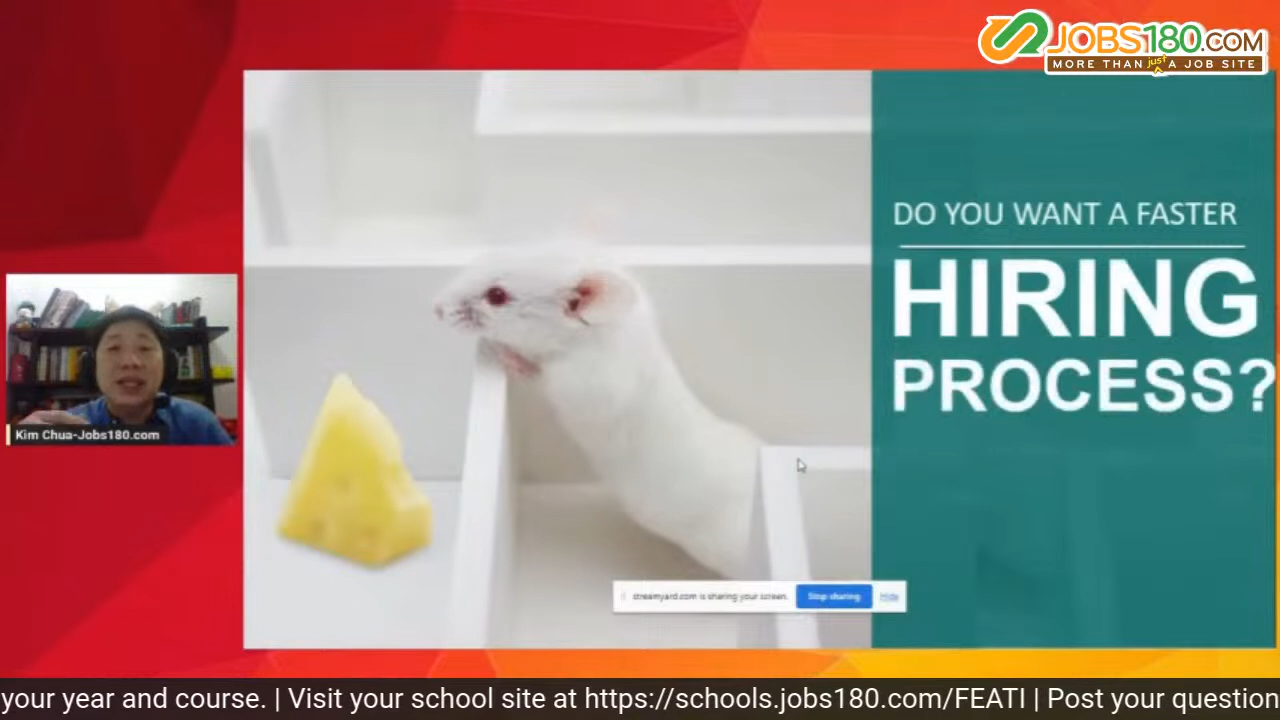 JOBS180.COM
MORE THAN just A JOB SITE
DO YOU WANT A FASTER
HIRING
PROCESS?
Kim Chua-Jobs180.com
streamyard.com is sharing your screen.
Stop sharing
Hide
your year and course. | Visit your school site at https://schools.jobs180.com/FEATI | Post your question